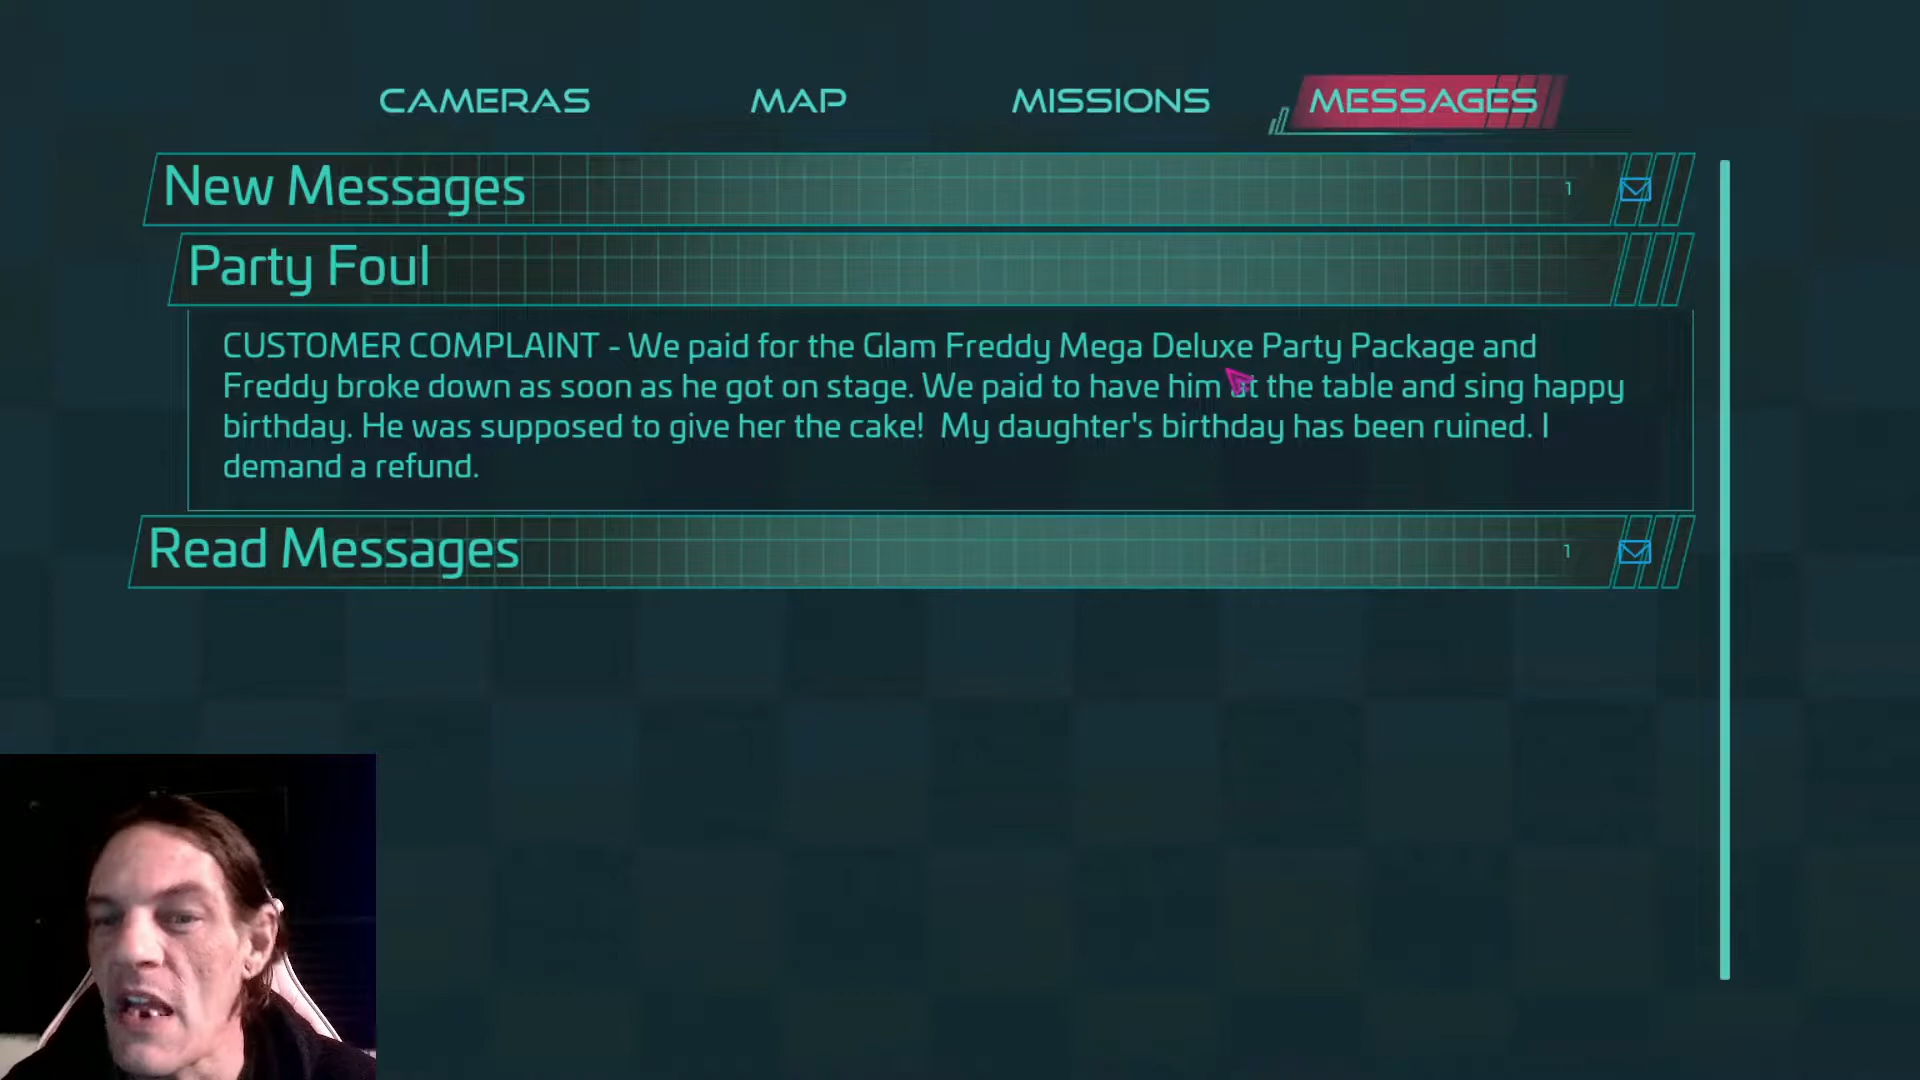 CAMERAS MAP MISSIONS MESSAGES
New Messages 1
Party Foul
CUSTOMER COMPLAINT - We paid for the Glam Freddy Mega Deluxe Party Package and
Freddy broke down as soon as he got on stage. We paid to have him at the table and sing happy
birthday. He was supposed to give her the cake!  My daughter's birthday has been ruined. I
demand a refund.
Read Messages 1